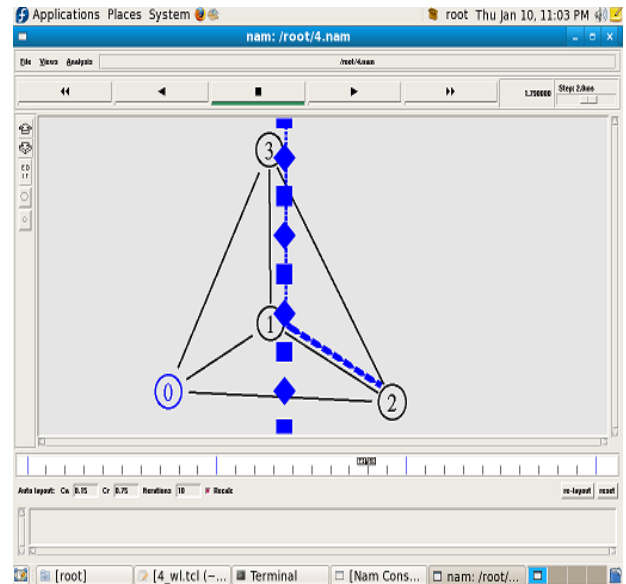 Applications Places System root Thu Jan 10, 11:03 PM
nam: /root/4.nam
File Views Analysis /root/4.nam
1.750000 Step: 2.0ms
3
1
0
2
Auto layout: Ca 0.15 Cr 0.75 Iterations 10 Recalc re-layout reset
[root] [4_wl.tcl (~... Terminal [Nam Cons... nam: /root/...